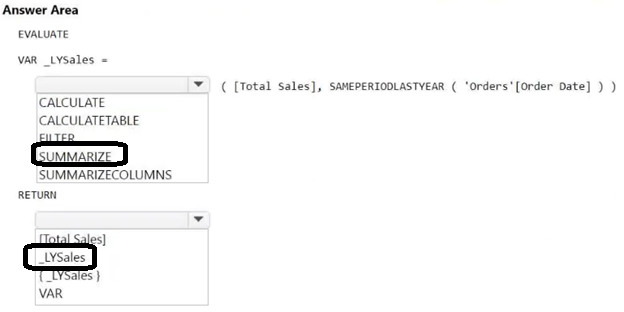 Answer Area
EVALUATE
VAR _LYSales =
( [Total Sales], SAMEPERIODLASTYEAR ( 'Orders'[Order Date] ) )
CALCULATE
CALCULATETABLE
FILTER
SUMMARIZE
SUMMARIZECOLUMNS
RETURN
[Total Sales]
_LYSales
{ _LYSales }
VAR